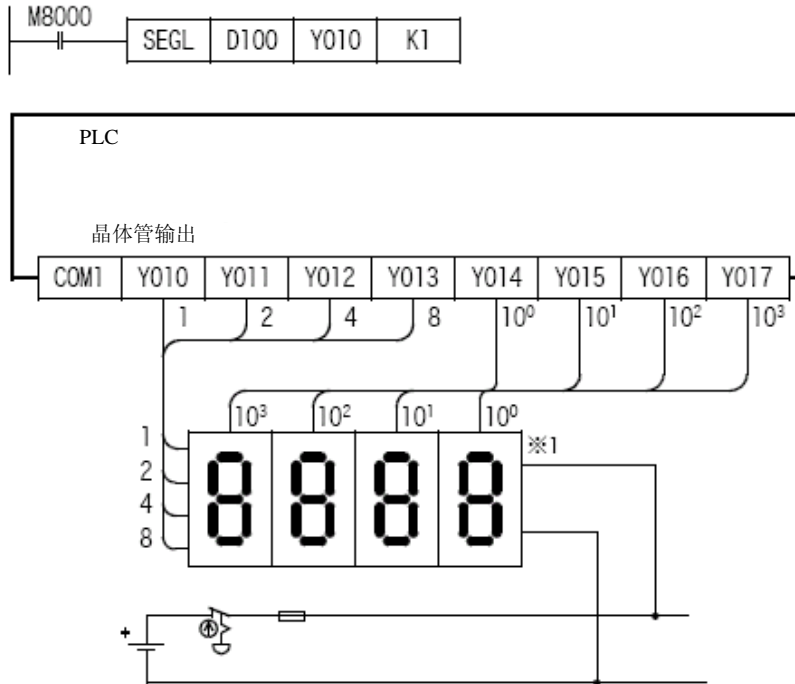 M8000
SEGL D100 Y010 K1
PLC
晶体管输出
COM1 Y010 Y011 Y012 Y013 Y014 Y015 Y016 Y017
1 2 4 8 10⁰ 10¹ 10² 10³
10³ 10² 10¹ 10⁰
1
※1
2
4
8
8888
+